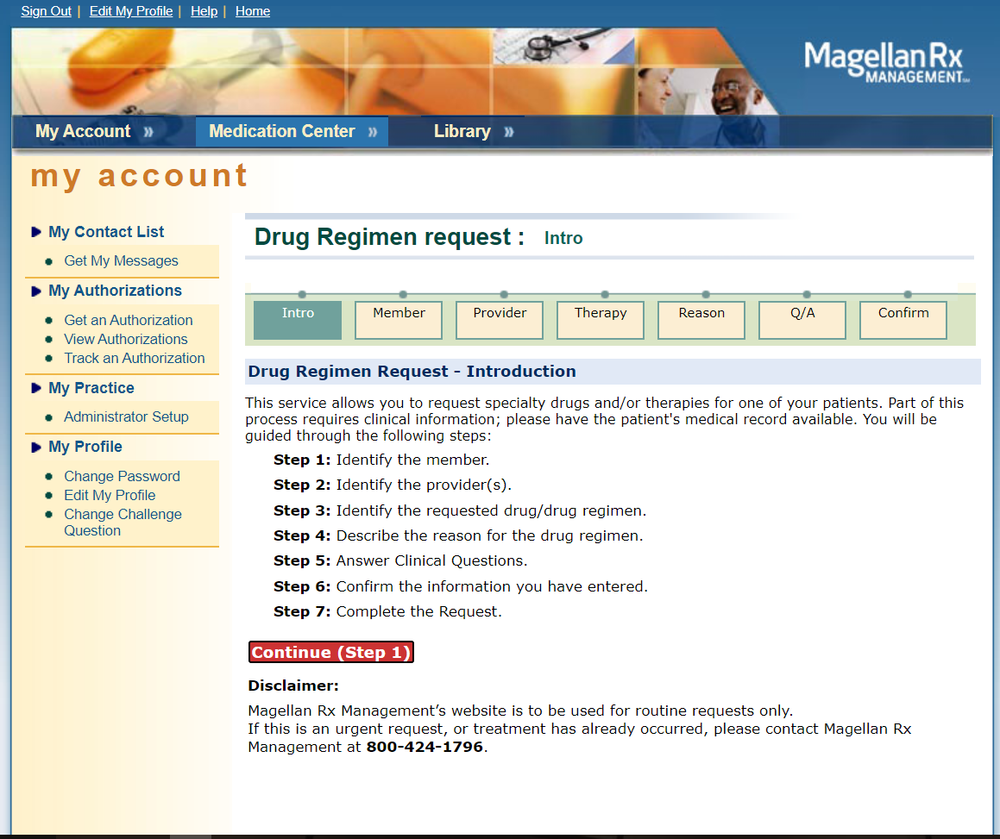 Sign Out | Edit My Profile | Help | Home
Magellan Rx
MANAGEMENT SM
My Account »
Medication Center »
Library »
my account
My Contact List
Get My Messages
My Authorizations
Get an Authorization
View Authorizations
Track an Authorization
My Practice
Administrator Setup
My Profile
Change Password
Edit My Profile
Change Challenge
Question
Drug Regimen request : Intro
Intro
Member
Provider
Therapy
Reason
Q/A
Confirm
Drug Regimen Request - Introduction
This service allows you to request specialty drugs and/or therapies for one of your patients. Part of this
process requires clinical information; please have the patient's medical record available. You will be
guided through the following steps:
Step 1: Identify the member.
Step 2: Identify the provider(s).
Step 3: Identify the requested drug/drug regimen.
Step 4: Describe the reason for the drug regimen.
Step 5: Answer Clinical Questions.
Step 6: Confirm the information you have entered.
Step 7: Complete the Request.
Continue (Step 1)
Disclaimer:
Magellan Rx Management’s website is to be used for routine requests only.
If this is an urgent request, or treatment has already occurred, please contact Magellan Rx
Management at 800-424-1796.